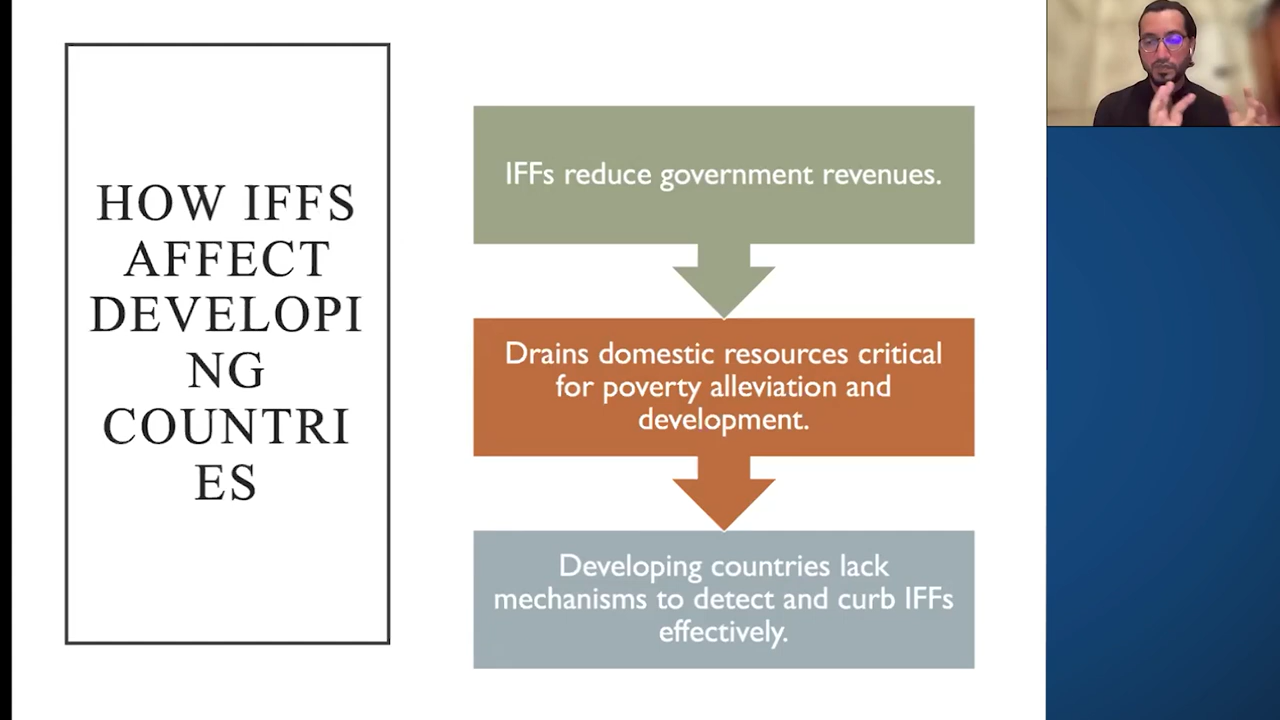 HOW IFFS
AFFECT
DEVELOPI
NG
COUNTRI
ES
IFFs reduce government revenues.
Drains domestic resources critical
for poverty alleviation and
development.
Developing countries lack
mechanisms to detect and curb IFFs
effectively.